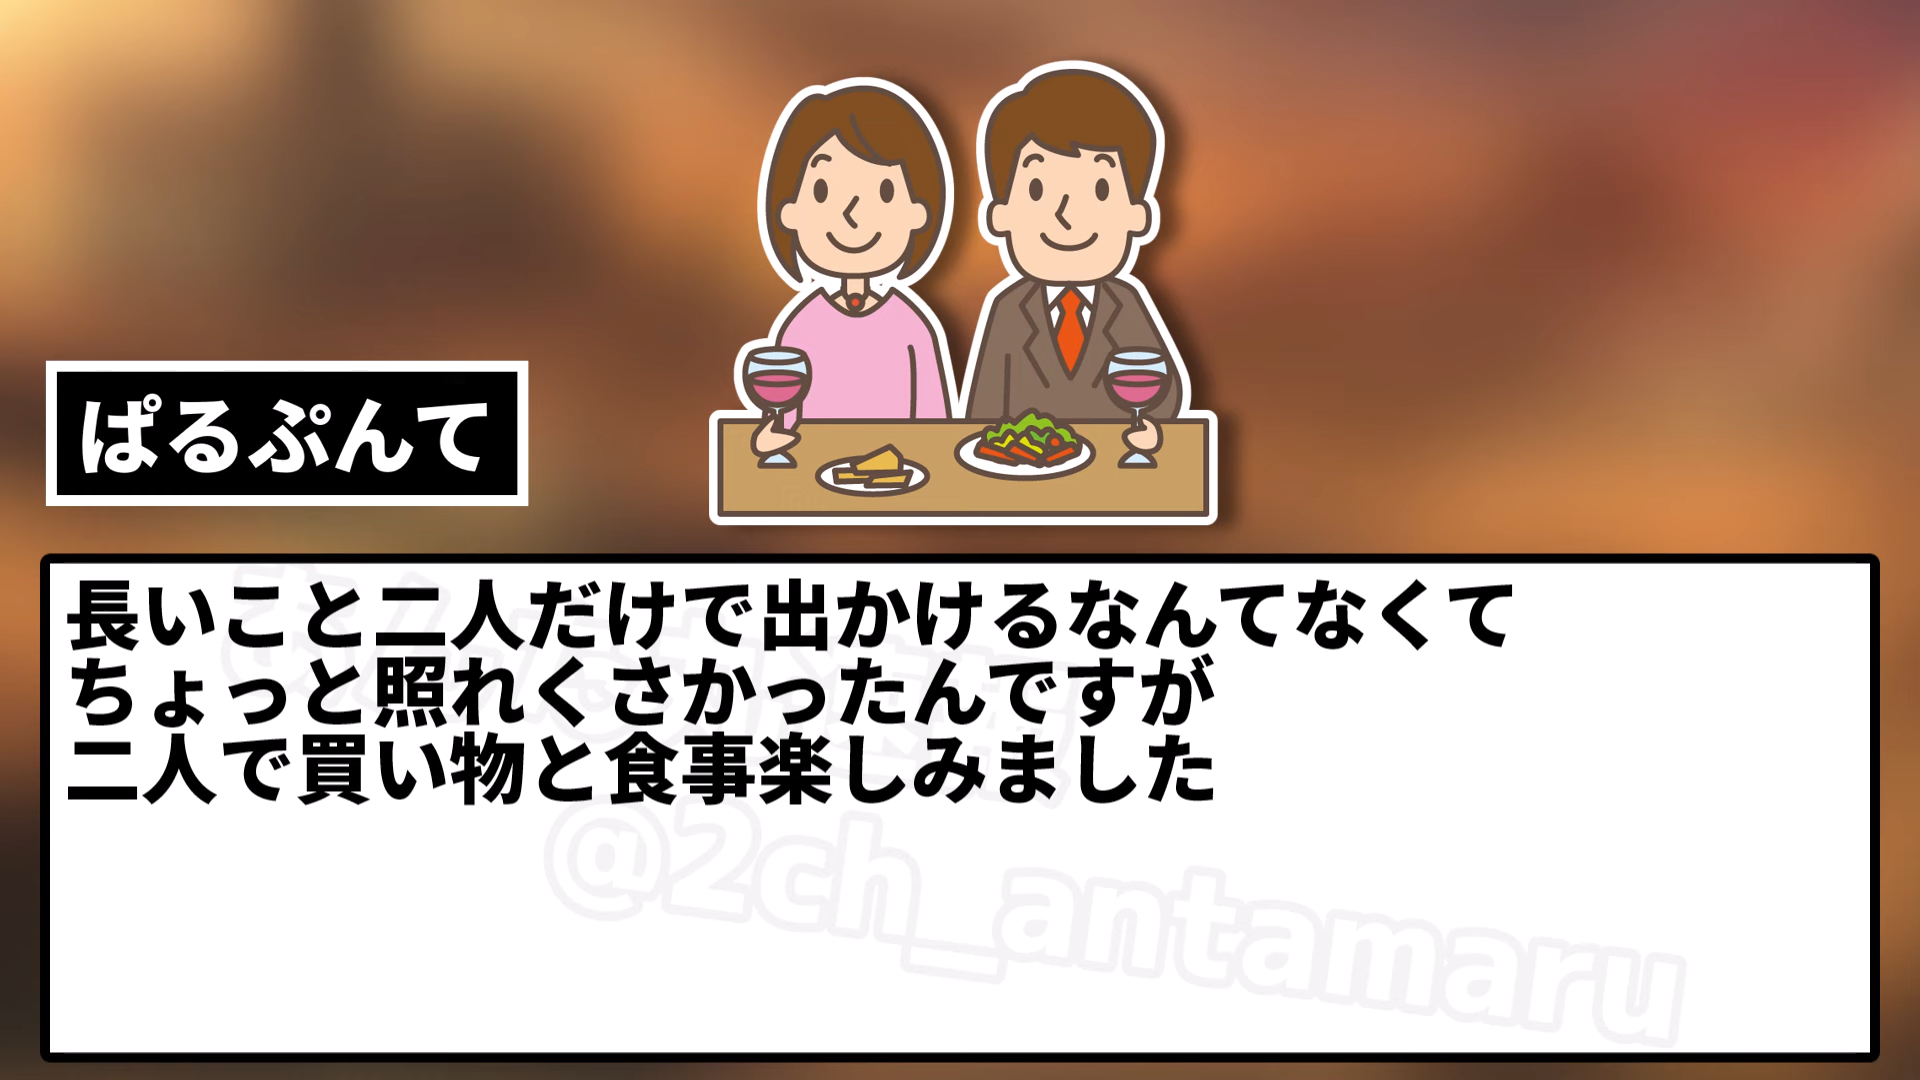 ぱるぷんて
長いこと二人だけで出かけるなんてなくて
ちょっと照れくさかったんですが
二人で買い物と食事楽しみました
@2ch_antamaru